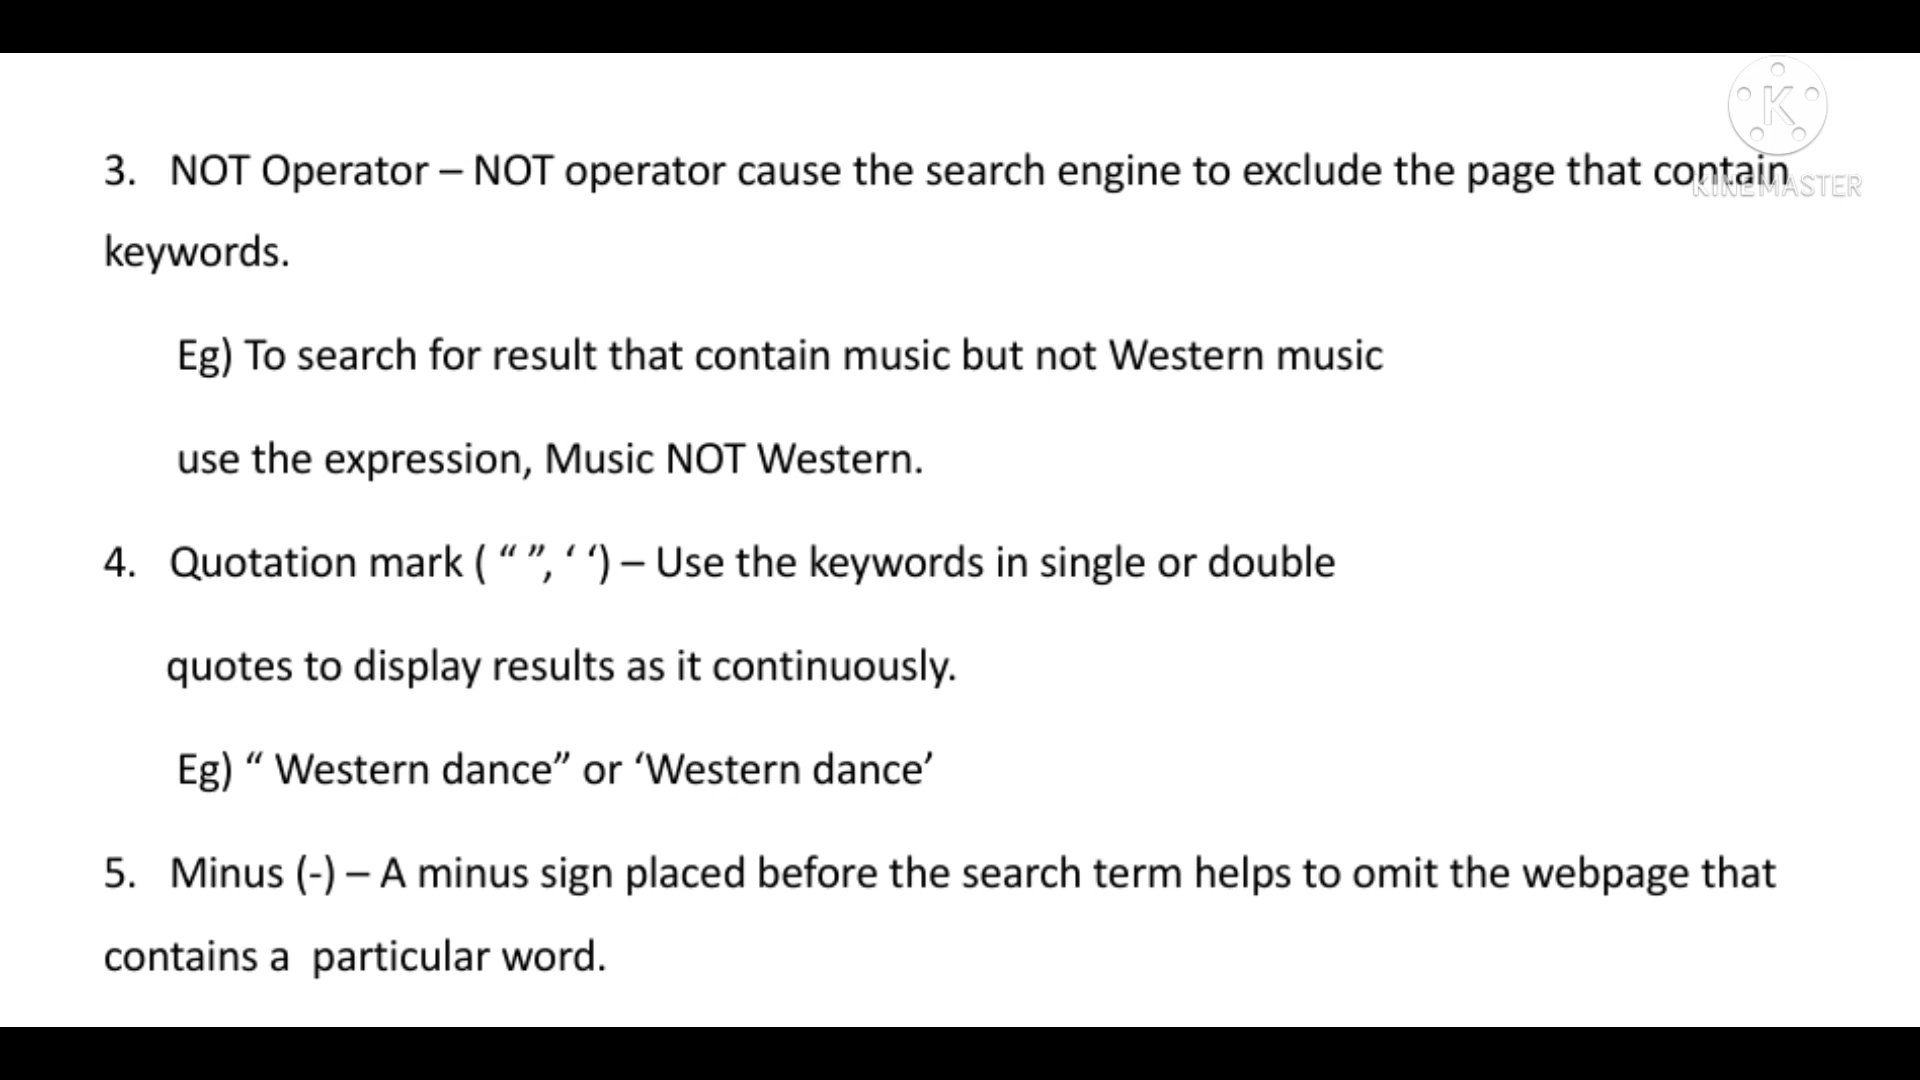 K
KINEMASTER
3. NOT Operator – NOT operator cause the search engine to exclude the page that contain
keywords.
Eg) To search for result that contain music but not Western music
use the expression, Music NOT Western.
4. Quotation mark ( “ ”, ‘ ‘) – Use the keywords in single or double
quotes to display results as it continuously.
Eg) “ Western dance” or ‘Western dance’
5. Minus (-) – A minus sign placed before the search term helps to omit the webpage that
contains a  particular word.